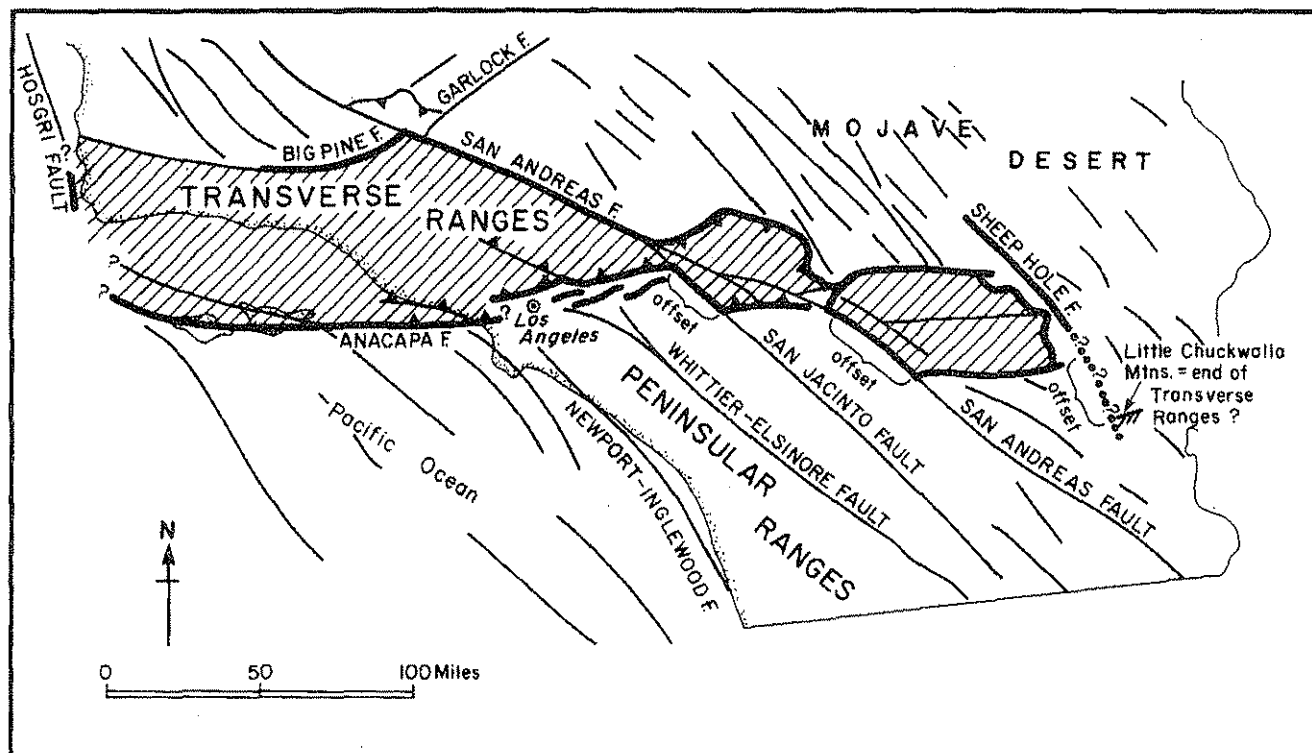 HOSGRI FAULT
GARLOCK F.
BIG PINE F.
SAN ANDREAS F.
MOJAVE
DESERT
TRANSVERSE
RANGES
SHEEP HOLE F.
?
?
?
?
Los
Angeles
ANACAPA F.
offset
offset
offset
?
?
?
Little Chuckwalla
Mtns. = end of
Transverse
Ranges ?
WHITTIER-ELSINORE FAULT
SAN JACINTO FAULT
SAN ANDREAS FAULT
PENINSULAR
RANGES
NEWPORT-INGLEWOOD F.
Pacific
Ocean
N
0 50 100 Miles